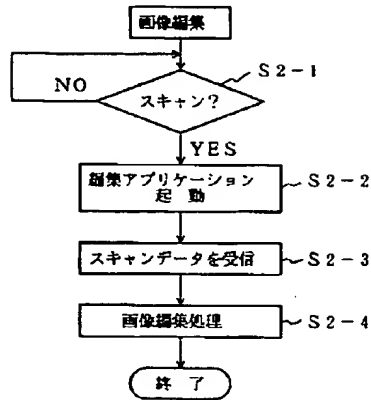 画像編集
S2-1
NO
スキャン?
YES
編集アプリケーション
起動
S2-2
スキャンデータを受信
S2-3
画像編集処理
S2-4
終了